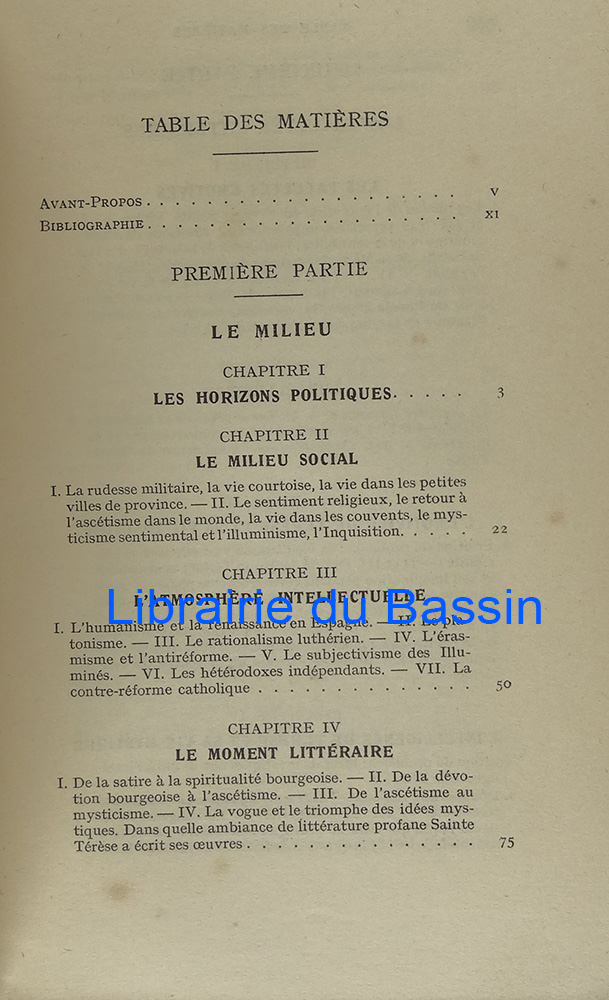 TABLE DES MATIÈRES
AVANT-PROPOS . . . . . . . . . . . . . . . . . . . . V
BIBLIOGRAPHIE . . . . . . . . . . . . . . . . . . . . XI
PREMIÈRE PARTIE
LE MILIEU
CHAPITRE I
LES HORIZONS POLITIQUES. . . . . 3
CHAPITRE II
LE MILIEU SOCIAL
I. La rudesse militaire, la vie courtoise, la vie dans les petites
villes de province. — II. Le sentiment religieux, le retour à
l'ascétisme dans le monde, la vie dans les couvents, le mys-
ticisme sentimental et l'illuminisme, l'Inquisition. . . . . 22
CHAPITRE III
L'ATMOSPHÈRE INTELLECTUELLE
Librairie du Bassin
I. L'humanisme et la renaissance en Espagne. — II. Le pla-
tonisme. — III. Le rationalisme luthérien. — IV. L'éras-
misme et l'antiréforme. — V. Le subjectivisme des Illu-
minés. — VI. Les hétérodoxes indépendants. — VII. La
contre-réforme catholique . . . . . . . . . . . . . . 50
CHAPITRE IV
LE MOMENT LITTÉRAIRE
I. De la satire à la spiritualité bourgeoise. — II. De la dévo-
tion bourgeoise à l'ascétisme. — III. De l'ascétisme au
mysticisme. — IV. La vogue et le triomphe des idées mys-
tiques. Dans quelle ambiance de littérature profane Sainte
Térèse a écrit ses œuvres . . . . . . . . . . . . . . . 75